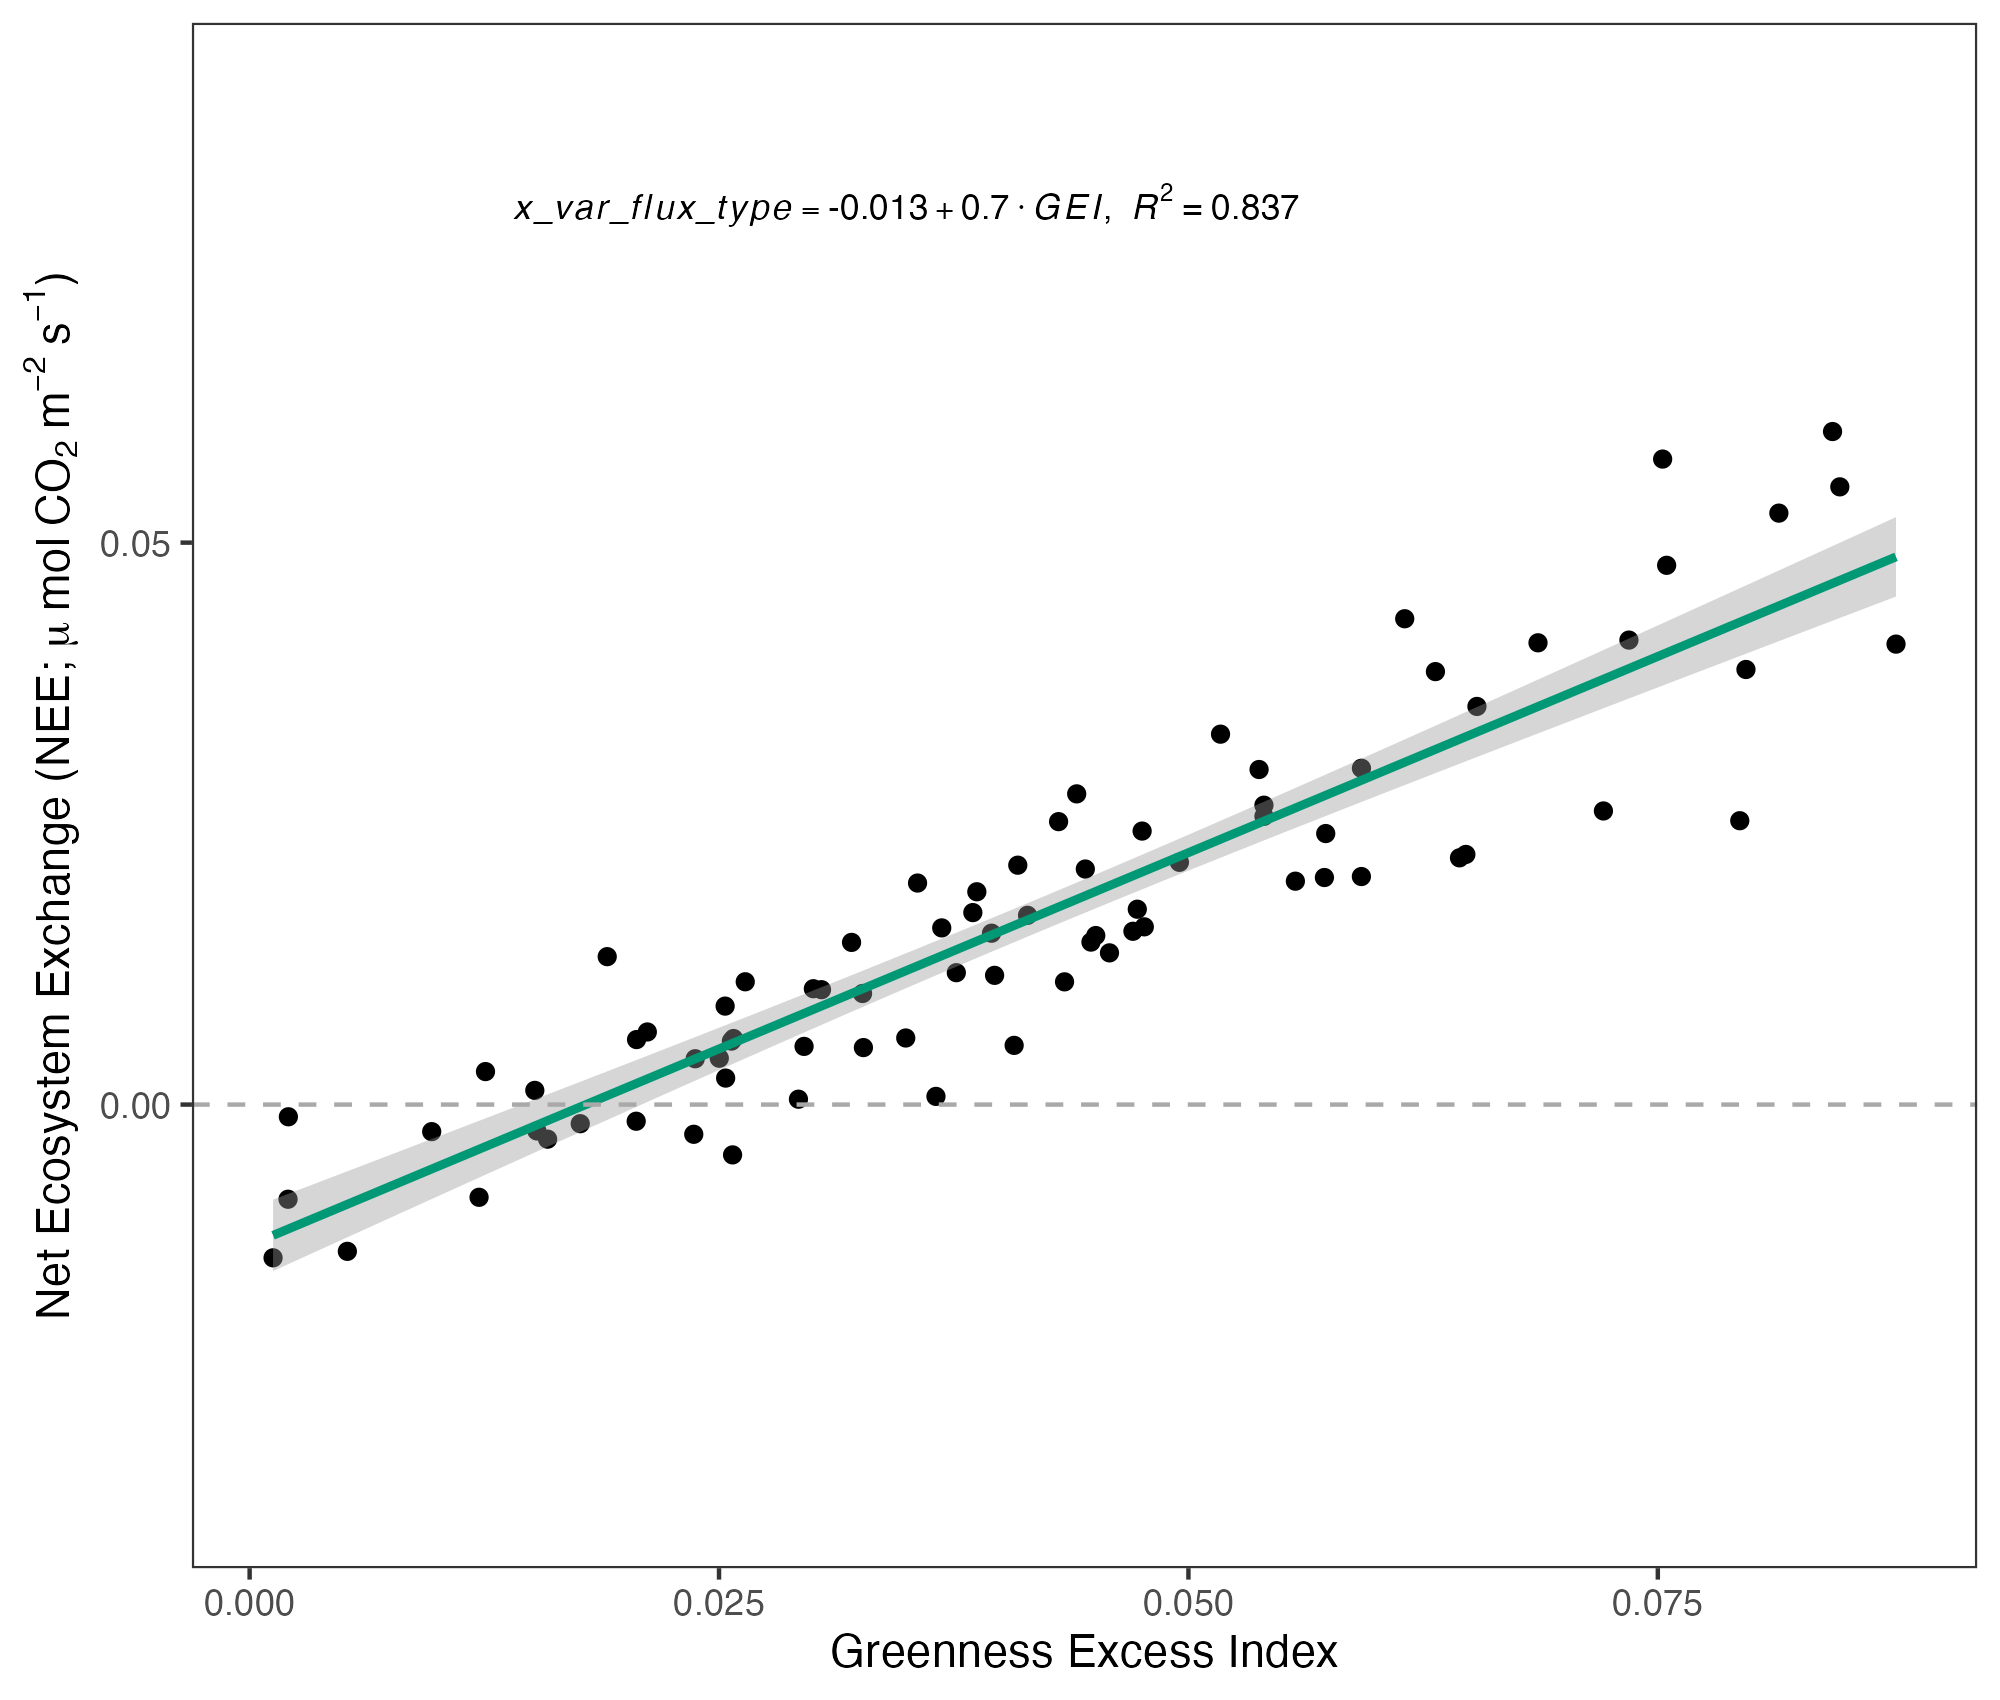 x_var_flux_type = -0.013 + 0.7 · GEI, R² = 0.837
Net Ecosystem Exchange (NEE; μ mol CO₂ m⁻² s⁻¹)
0.05
0.00
0.000 0.025 0.050 0.075
Greenness Excess Index